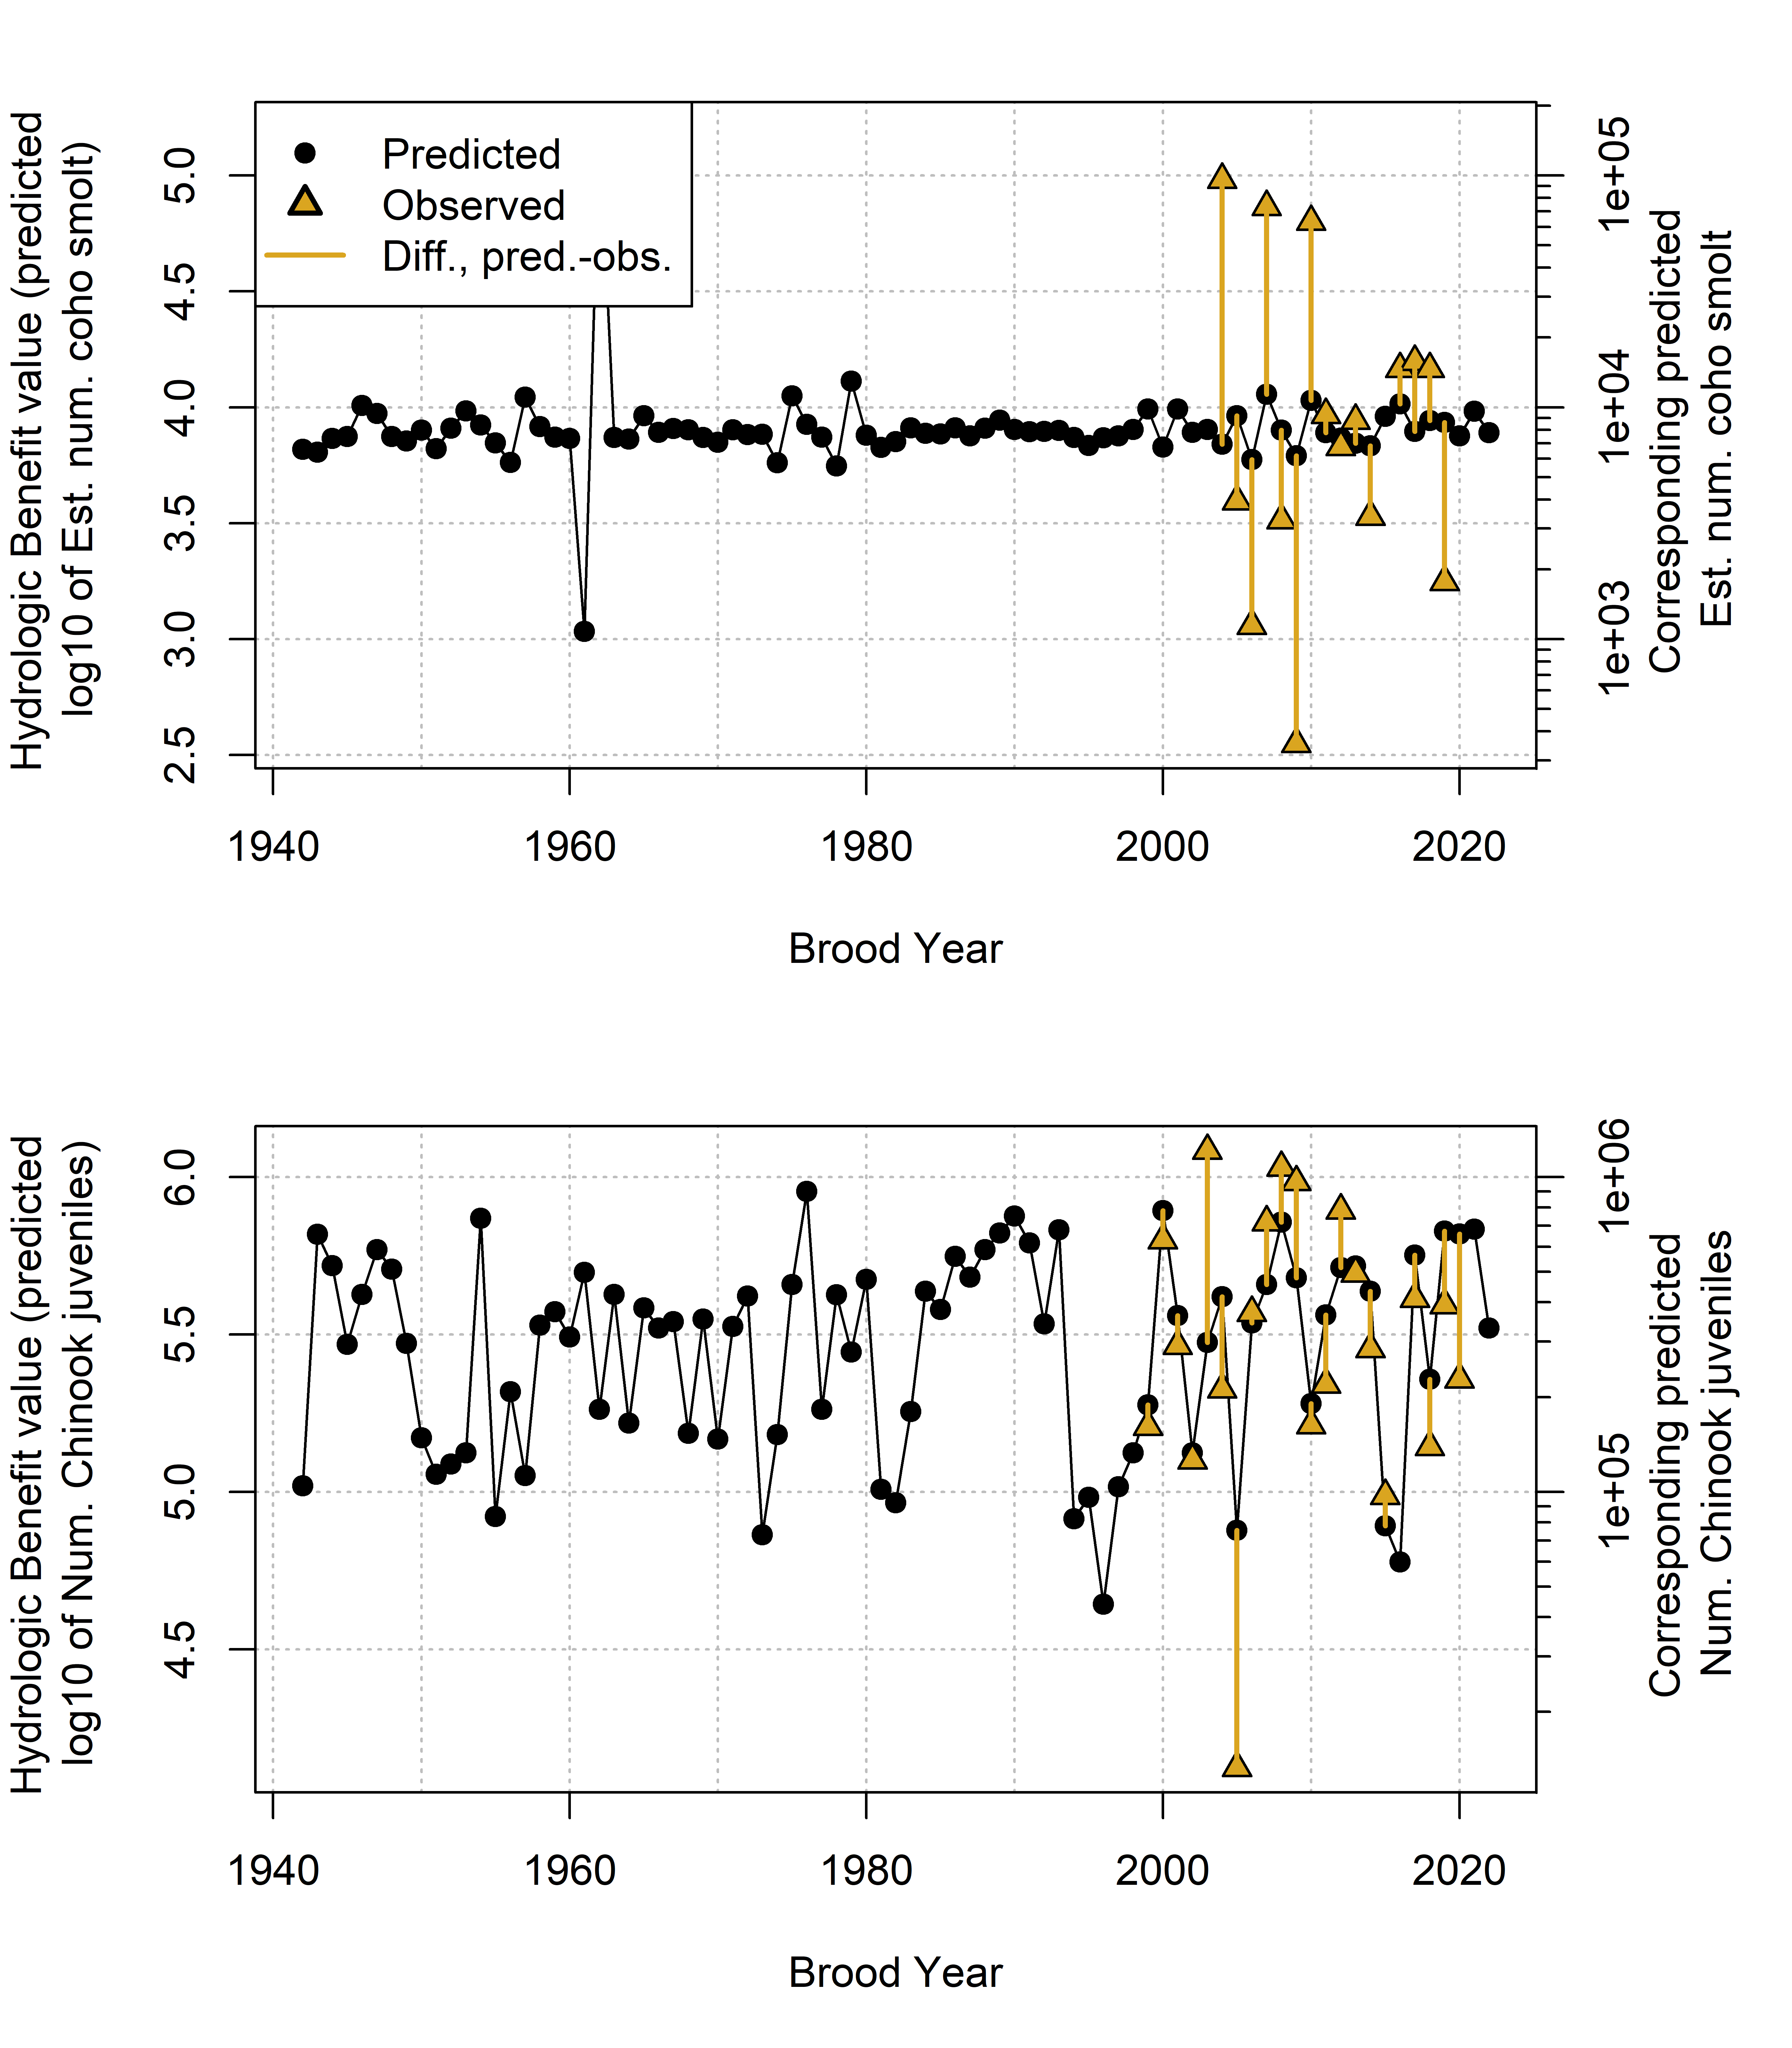 Hydrologic Benefit value (predicted
log10 of Est. num. coho smolt)
5.0
4.5
4.0
3.5
3.0
2.5
Predicted
Observed
Diff., pred.-obs.
1e+05
1e+04
1e+03
Corresponding predicted
Est. num. coho smolt
1940
1960
1980
2000
2020
Brood Year
Hydrologic Benefit value (predicted
log10 of Num. Chinook juveniles)
6.0
5.5
5.0
4.5
1e+06
1e+05
Corresponding predicted
Num. Chinook juveniles
1940
1960
1980
2000
2020
Brood Year